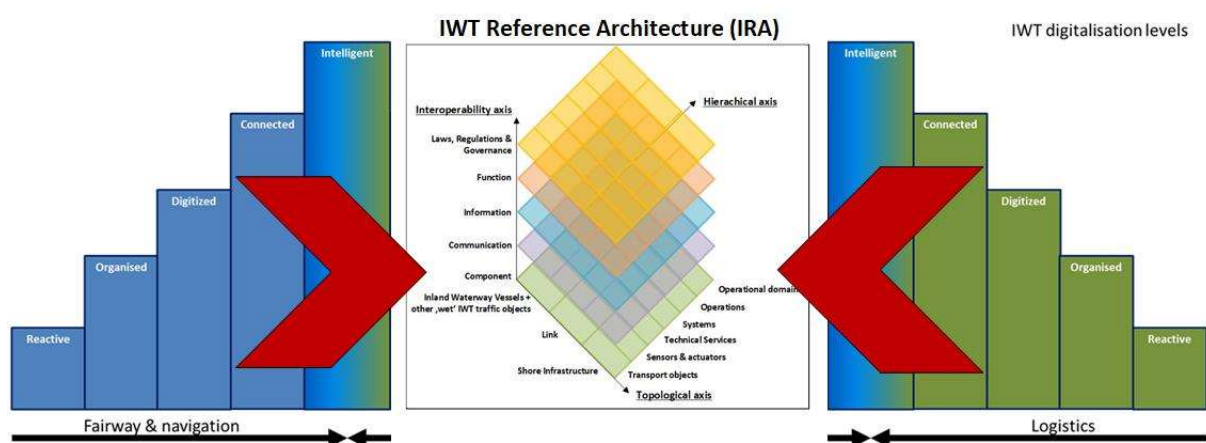 IWT Reference Architecture (IRA)
IWT digitalisation levels
Intelligent
Connected
Digitized
Organised
Reactive
Fairway & navigation
Interoperability axis
Hierachical axis
Laws, Regulations &
Governance
Function
Information
Communication
Component
Inland Waterway Vessels +
other ,wet' IWT traffic objects
Link
Shore Infrastructure
Operational domain
Operations
Systems
Technical Services
Sensors & actuators
Transport objects
Topological axis
Intelligent
Connected
Digitized
Organised
Reactive
Logistics